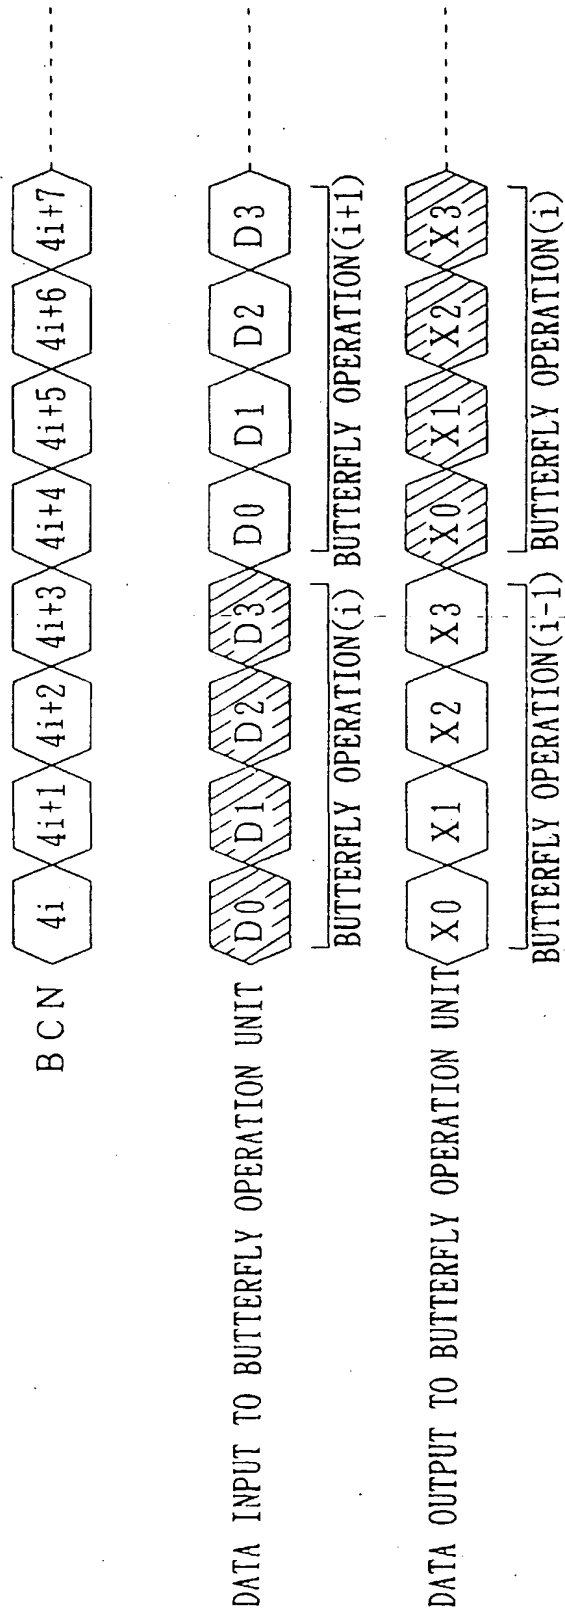 BCN 4i 4i+1 4i+2 4i+3 4i+4 4i+5 4i+6 4i+7
DATA INPUT TO BUTTERFLY OPERATION UNIT D0 D1 D2 D3 D0 D1 D2 D3
BUTTERFLY OPERATION(i) BUTTERFLY OPERATION(i+1)
DATA OUTPUT TO BUTTERFLY OPERATION UNIT X0 X1 X2 X3 X0 X1 X2 X3
BUTTERFLY OPERATION(i-1) BUTTERFLY OPERATION(i)